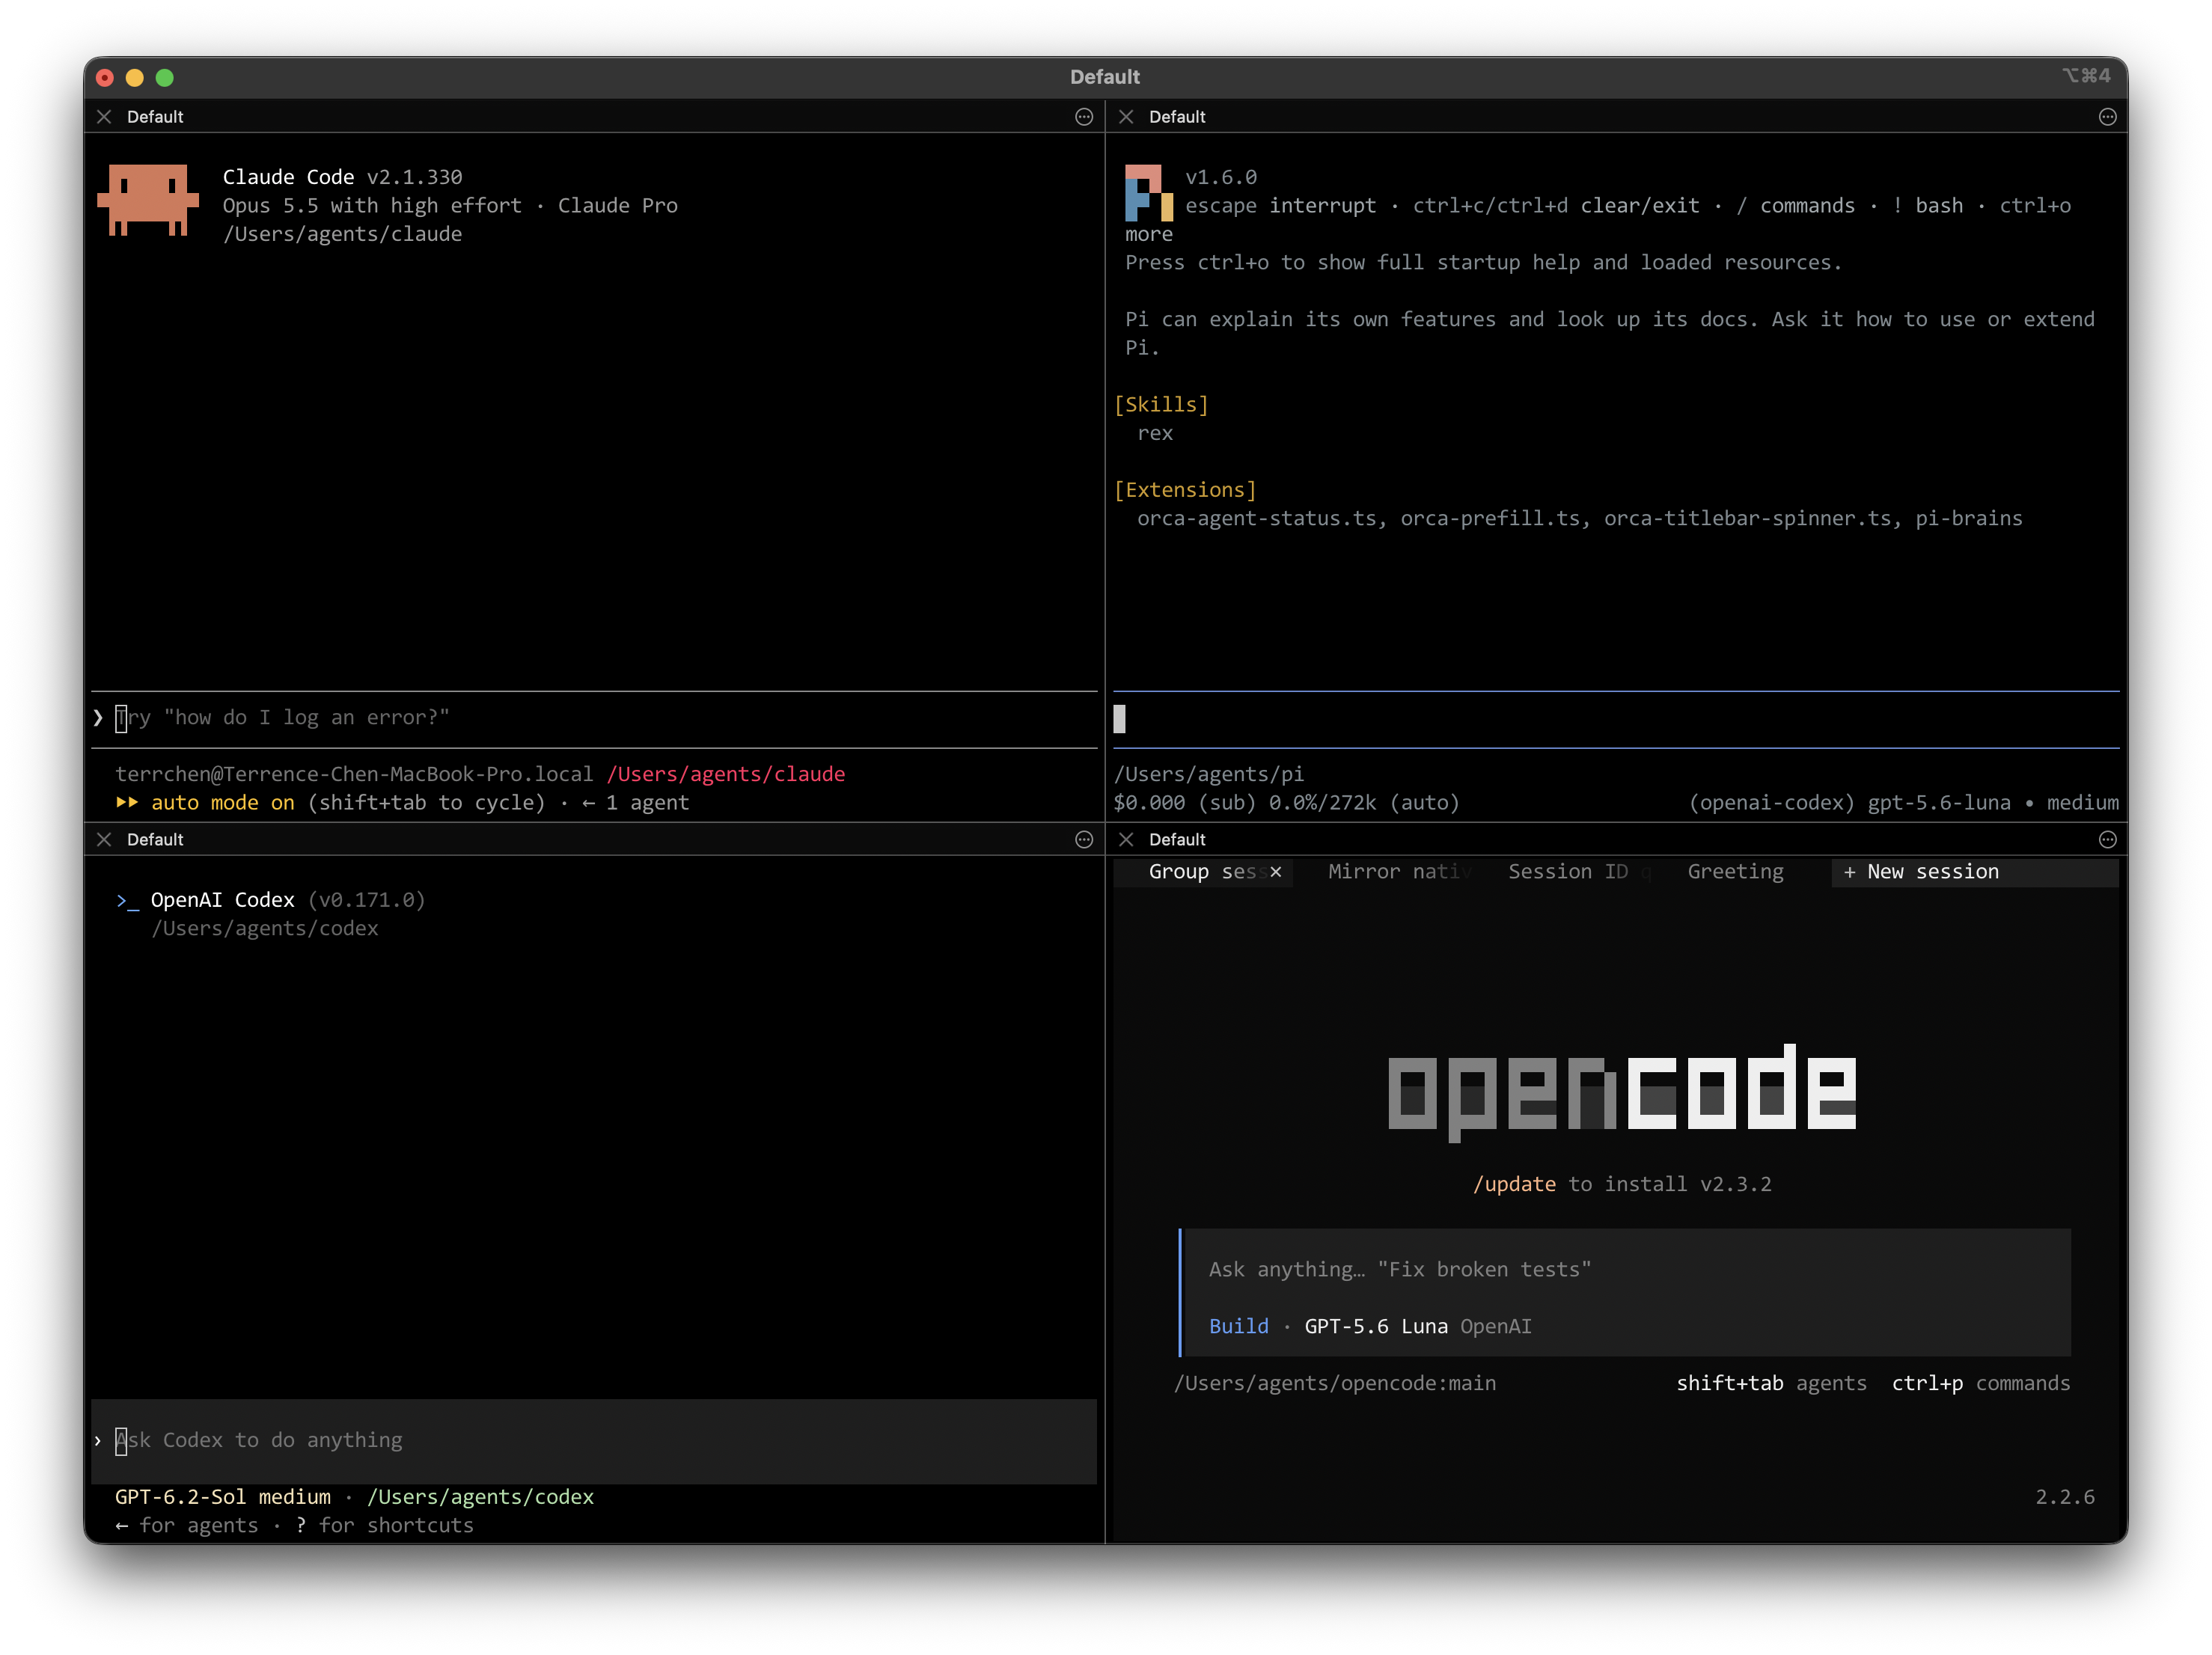 Default
⌥⌘4
Default
Claude Code v2.1.330
Opus 5.5 with high effort · Claude Pro
/Users/agents/claude
❯ Try "how do I log an error?"
terrchen@Terrence-Chen-MacBook-Pro.local /Users/agents/claude
⏵⏵ auto mode on (shift+tab to cycle) · ← 1 agent
Default
v1.6.0
escape interrupt · ctrl+c/ctrl+d clear/exit · / commands · ! bash · ctrl+o
more
Press ctrl+o to show full startup help and loaded resources.
Pi can explain its own features and look up its docs. Ask it how to use or extend
Pi.
[Skills]
rex
[Extensions]
orca-agent-status.ts, orca-prefill.ts, orca-titlebar-spinner.ts, pi-brains
/Users/agents/pi
$0.000 (sub) 0.0%/272k (auto) (openai-codex) gpt-5.6-luna • medium
Default
>_ OpenAI Codex (v0.171.0)
/Users/agents/codex
› Ask Codex to do anything
GPT-6.2-Sol medium · /Users/agents/codex
← for agents · ? for shortcuts
Default
Group sess× Mirror nativ Session ID q Greeting + New session
opencode
/update to install v2.3.2
Ask anything… "Fix broken tests"
Build · GPT-5.6 Luna OpenAI
/Users/agents/opencode:main shift+tab agents ctrl+p commands
2.2.6